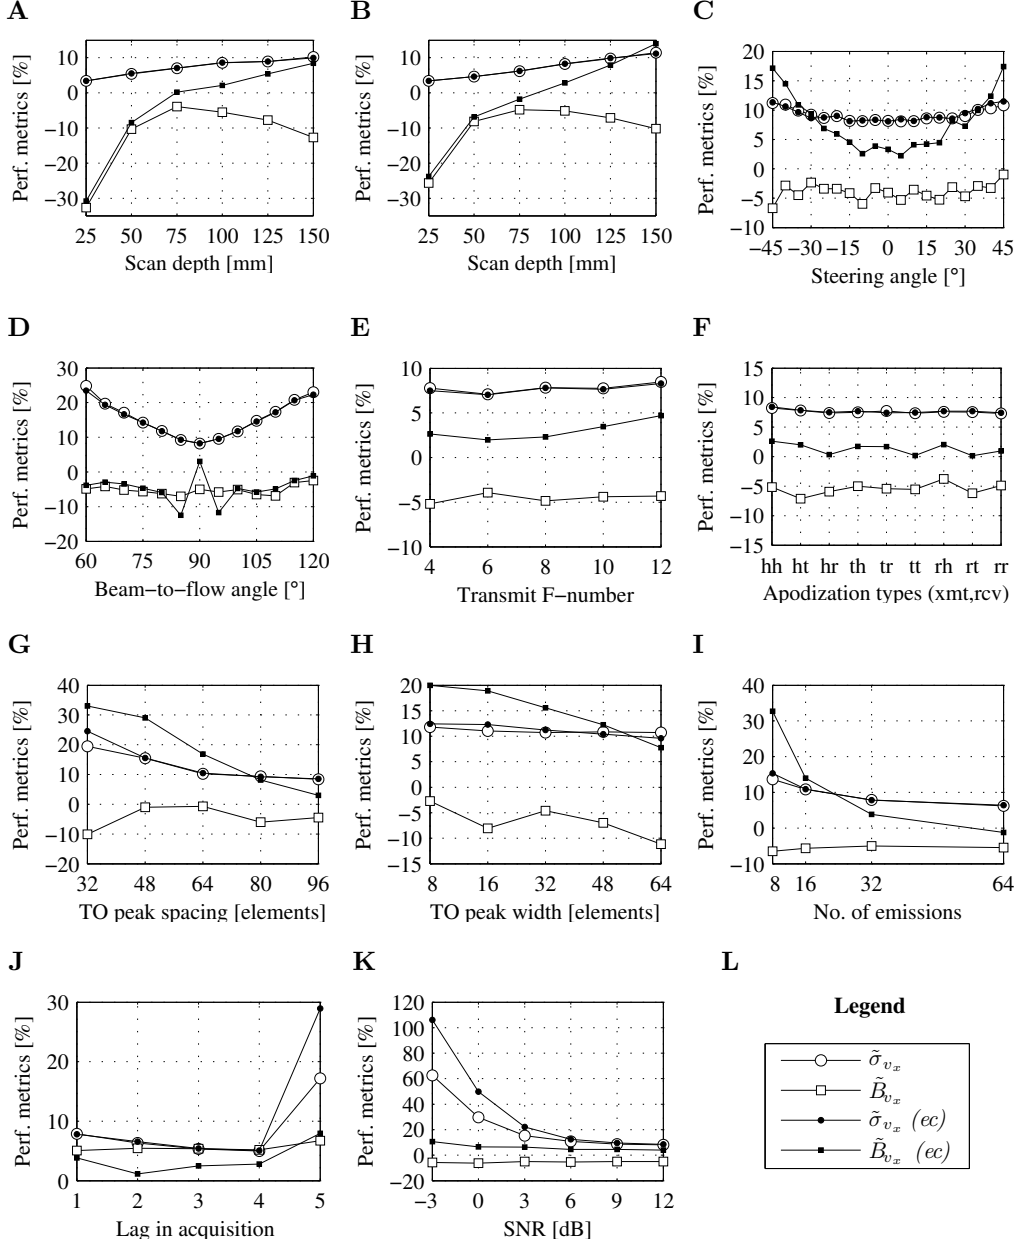 A
Perf. metrics [%]
10
0
−10
−20
−30
25 50 75 100 125 150
Scan depth [mm]
B
Perf. metrics [%]
10
0
−10
−20
−30
25 50 75 100 125 150
Scan depth [mm]
C
Perf. metrics [%]
20
15
10
5
0
−5
−10
−45 −30 −15 0 15 30 45
Steering angle [°]
D
Perf. metrics [%]
30
20
10
0
−10
−20
60 75 90 105 120
Beam−to−flow angle [°]
E
Perf. metrics [%]
10
5
0
−5
−10
4 6 8 10 12
Transmit F−number
F
Perf. metrics [%]
15
10
5
0
−5
−10
−15
hh ht hr th tr tt rh rt rr
Apodization types (xmt,rcv)
G
Perf. metrics [%]
40
30
20
10
0
−10
−20
32 48 64 80 96
TO peak spacing [elements]
H
Perf. metrics [%]
20
15
10
5
0
−5
−10
−15
8 16 32 48 64
TO peak width [elements]
I
Perf. metrics [%]
40
30
20
10
0
−10
8 16 32 64
No. of emissions
J
Perf. metrics [%]
30
20
10
0
1 2 3 4 5
Lag in acquisition
K
Perf. metrics [%]
120
100
80
60
40
20
0
−20
−3 0 3 6 9 12
SNR [dB]
L
Legend
σ̃_{v_x}
B̃_{v_x}
σ̃_{v_x} (ec)
B̃_{v_x} (ec)